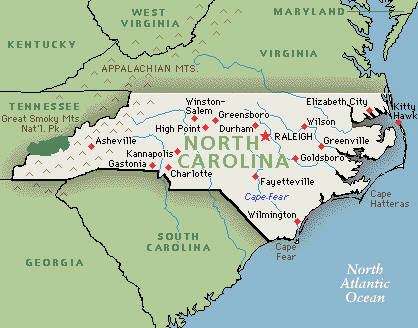 WEST
VIRGINIA
MARYLAND
KENTUCKY
VIRGINIA
APPALACHIAN MTS.
TENNESSEE
Great Smoky Mts.
Nat'l. Pk.
Winston-
Salem
Greensboro
Elizabeth City
Kitty
Hawk
High Point
Durham
Wilson
RALEIGH
Asheville
NORTH
CAROLINA
Greenville
Kannapolis
Goldsboro
Gastonia
Charlotte
Fayetteville
Cape
Hatteras
Cape Fear
Wilmington
SOUTH
CAROLINA
Cape
Fear
GEORGIA
North
Atlantic
Ocean